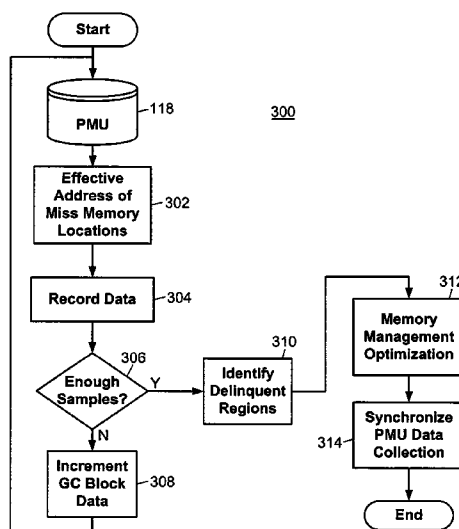 Start
PMU
118
300
Effective
Address of
Miss Memory
Locations
302
Record Data
304
306
Enough
Samples?
Y
N
Increment
GC Block
Data
308
310
Identify
Delinquent
Regions
312
Memory
Management
Optimization
314
Synchronize
PMU Data
Collection
End